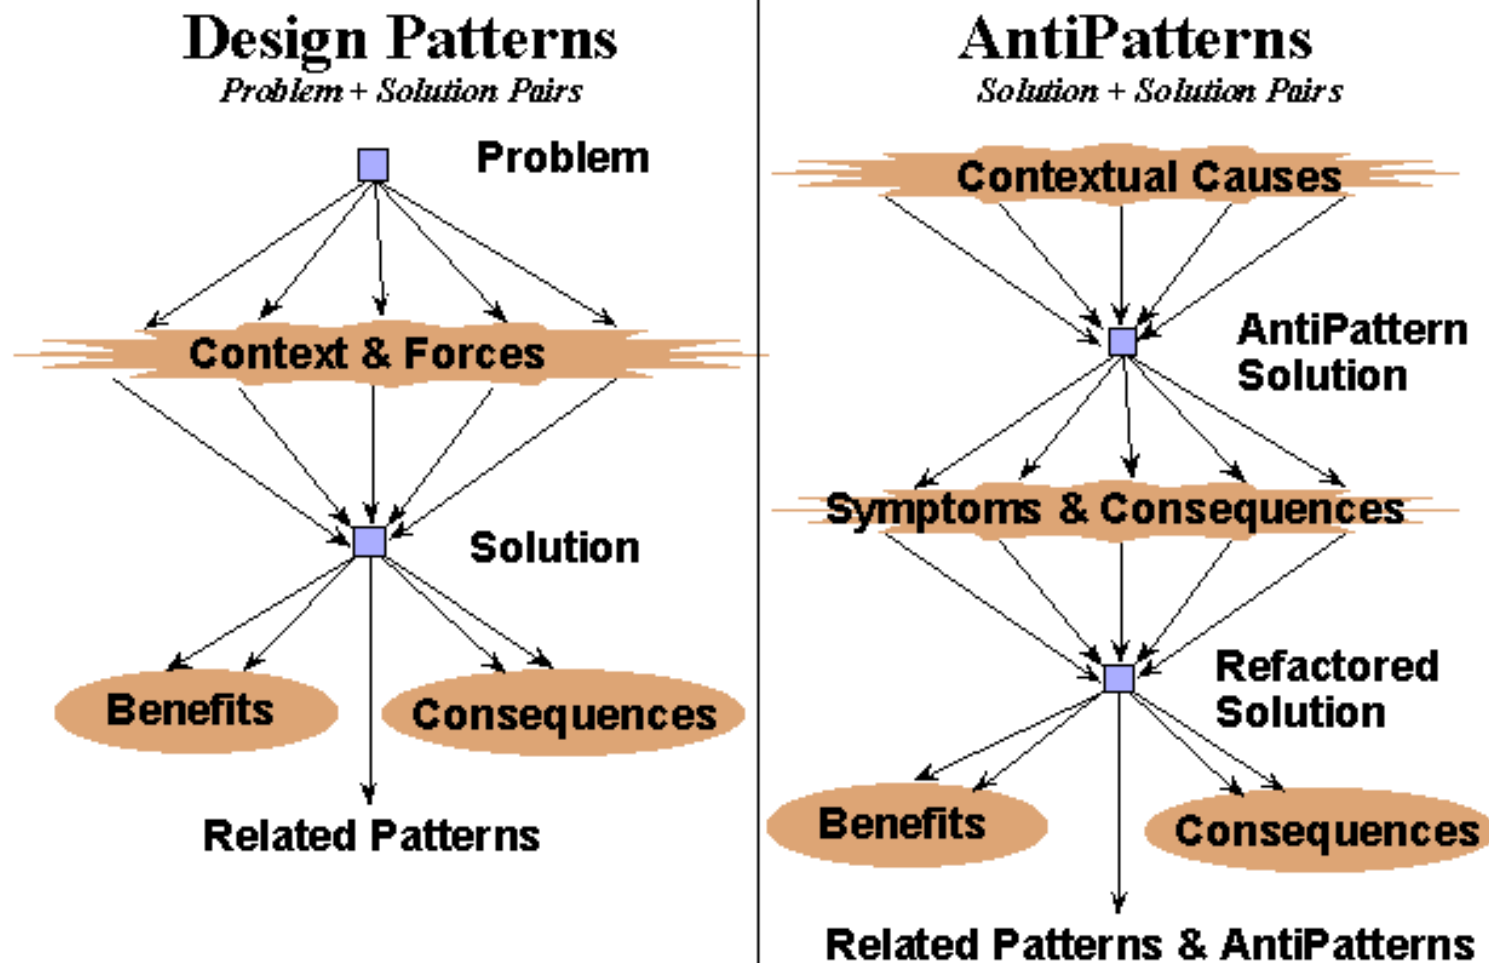 Design Patterns
Problem + Solution Pairs
Problem
Context & Forces
Solution
Benefits
Consequences
Related Patterns
AntiPatterns
Solution + Solution Pairs
Contextual Causes
AntiPattern
Solution
Symptoms & Consequences
Refactored
Solution
Benefits
Consequences
Related Patterns & AntiPatterns